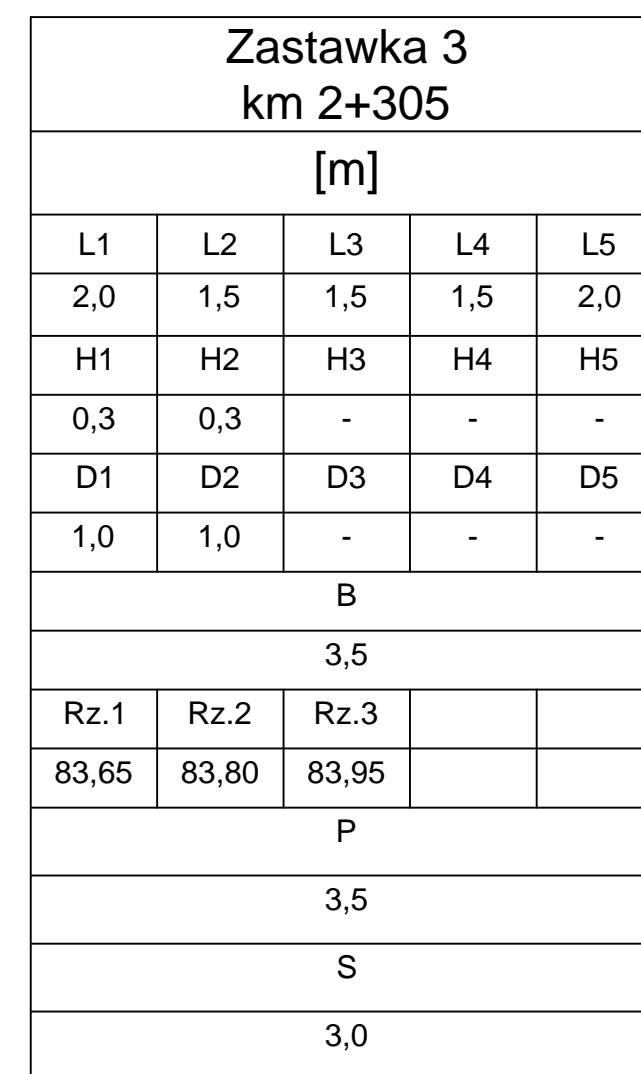 Zastawka 3
km 2+305
[m]
L1 L2 L3 L4 L5
2,0 1,5 1,5 1,5 2,0
H1 H2 H3 H4 H5
0,3 0,3 - - -
D1 D2 D3 D4 D5
1,0 1,0 - - -
B
3,5
Rz.1 Rz.2 Rz.3
83,65 83,80 83,95
P
3,5
S
3,0